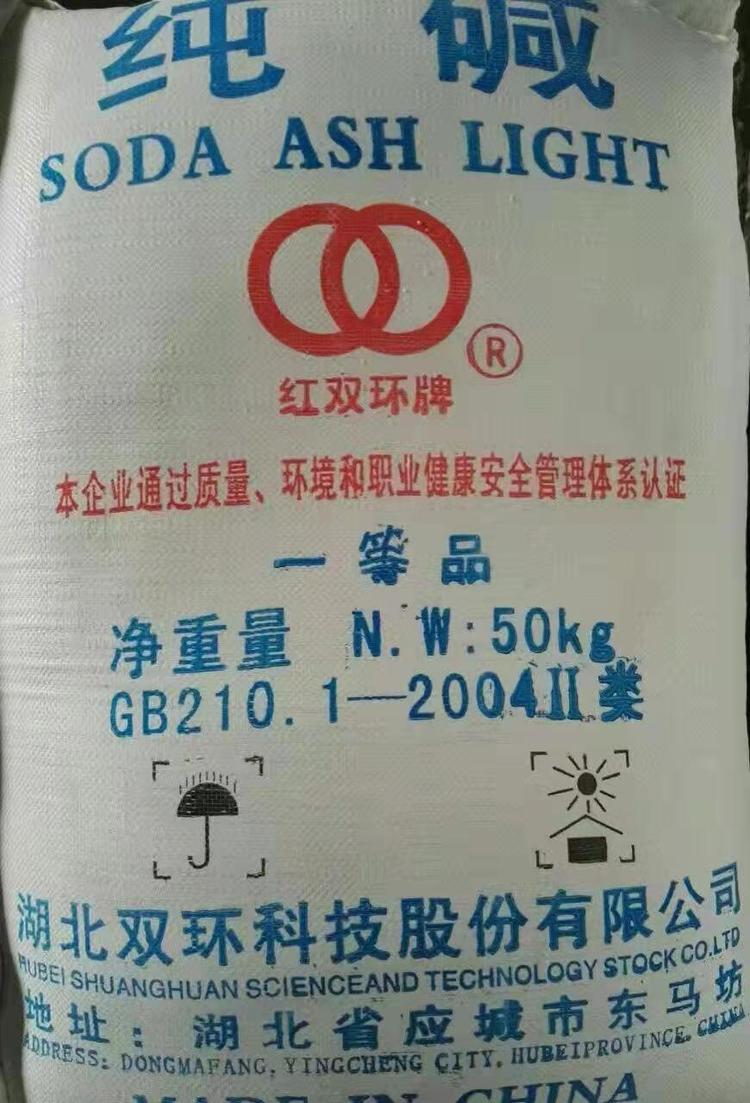 纯 碱
SODA ASH LIGHT
®
红双环牌
本企业通过质量、环境和职业健康安全管理体系认证
一等品
净重量 N.W:50kg
GB210.1—2004II类
湖北双环科技股份有限公司
HUBEI SHUANGHUAN SCIENCEAND TECHNOLOGY STOCK CO.LTD
地址：湖北省应城市东马坊
ADDRESS: DONGMAFANG, YINGCHENG CITY, HUBEIPROVINCE. CHINA
MADE IN CHINA